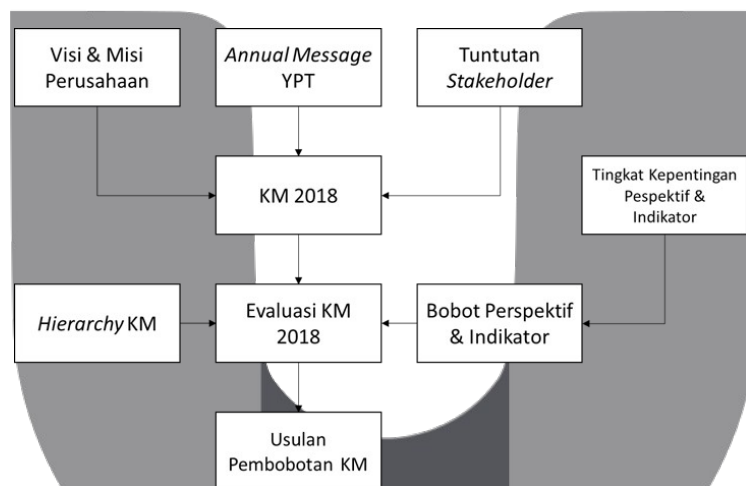 Visi & Misi
Perusahaan
Annual Message
YPT
Tuntutan
Stakeholder
KM 2018
Tingkat Kepentingan
Pespektif &
Indikator
Hierarchy KM
Evaluasi KM
2018
Bobot Perspektif
& Indikator
Usulan
Pembobotan KM